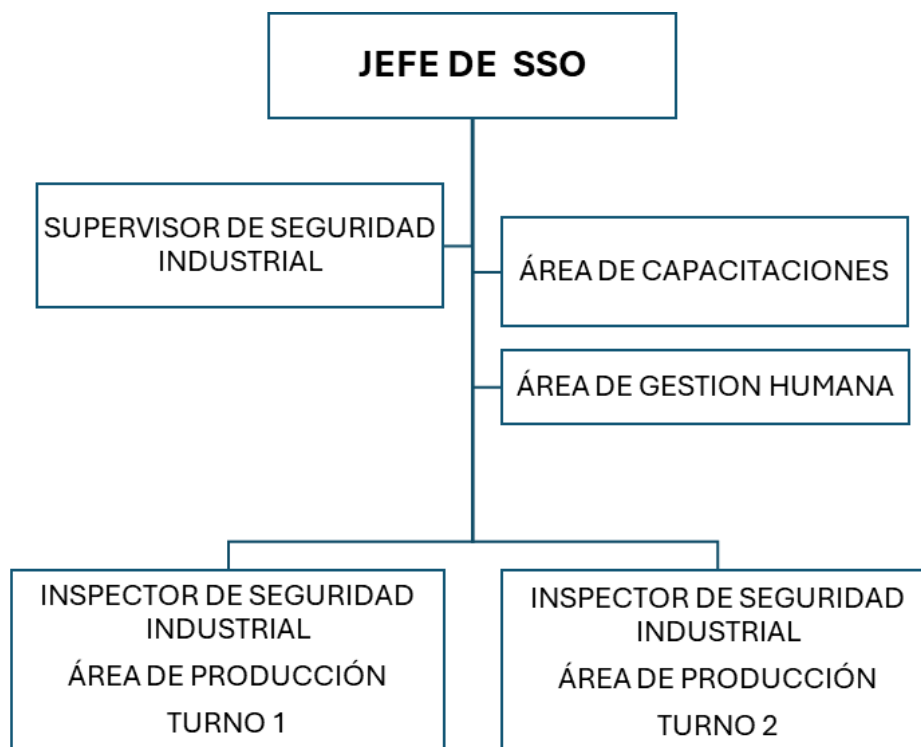 JEFE DE SSO
SUPERVISOR DE SEGURIDAD
INDUSTRIAL
ÁREA DE CAPACITACIONES
ÁREA DE GESTION HUMANA
INSPECTOR DE SEGURIDAD
INDUSTRIAL
ÁREA DE PRODUCCIÓN
TURNO 1
INSPECTOR DE SEGURIDAD
INDUSTRIAL
ÁREA DE PRODUCCIÓN
TURNO 2